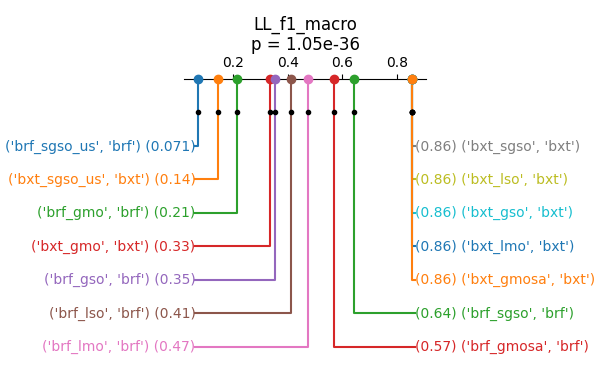 LL_f1_macro
p = 1.05e-36
0.2 0.4 0.6 0.8
('brf_sgso_us', 'brf') (0.071) (0.86) ('bxt_sgso', 'bxt')
('bxt_sgso_us', 'bxt') (0.14) (0.86) ('bxt_lso', 'bxt')
('brf_gmo', 'brf') (0.21) (0.86) ('bxt_gso', 'bxt')
('bxt_gmo', 'bxt') (0.33) (0.86) ('bxt_lmo', 'bxt')
('brf_gso', 'brf') (0.35) (0.86) ('bxt_gmosa', 'bxt')
('brf_lso', 'brf') (0.41) (0.64) ('brf_sgso', 'brf')
('brf_lmo', 'brf') (0.47) (0.57) ('brf_gmosa', 'brf')